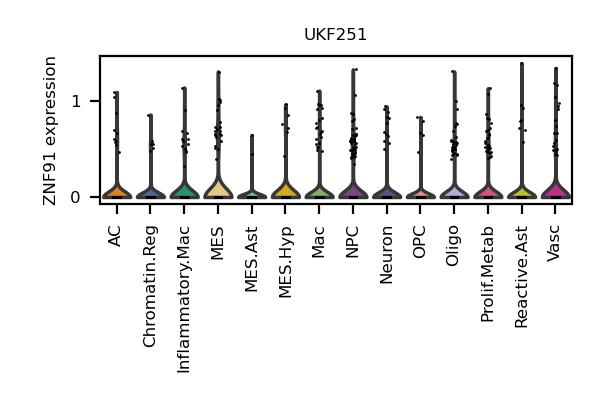 UKF251
ZNF91 expression
1
0
AC
Chromatin.Reg
Inflammatory.Mac
MES
MES.Ast
MES.Hyp
Mac
NPC
Neuron
OPC
Oligo
Prolif.Metab
Reactive.Ast
Vasc